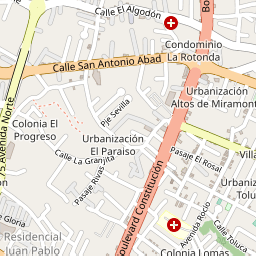 Calle El Algodón
Bo
Condominio
La Rotonda
Calle San Antonio Abad
Urbanización
Altos de Miramont
Pje Sevilla
75 Avenida Norte
Colonia El
Progreso
Urbanización
El Paraiso
Calle La Granjita
Pasaje El Rosal
Villa
Pasaje Rivas
Boulevard Constitución
Urbaniz
Tolu
Avenida Rocío
Calle Toluca
e Gloria
Residencial
Juan Pablo
Colonia Lomas